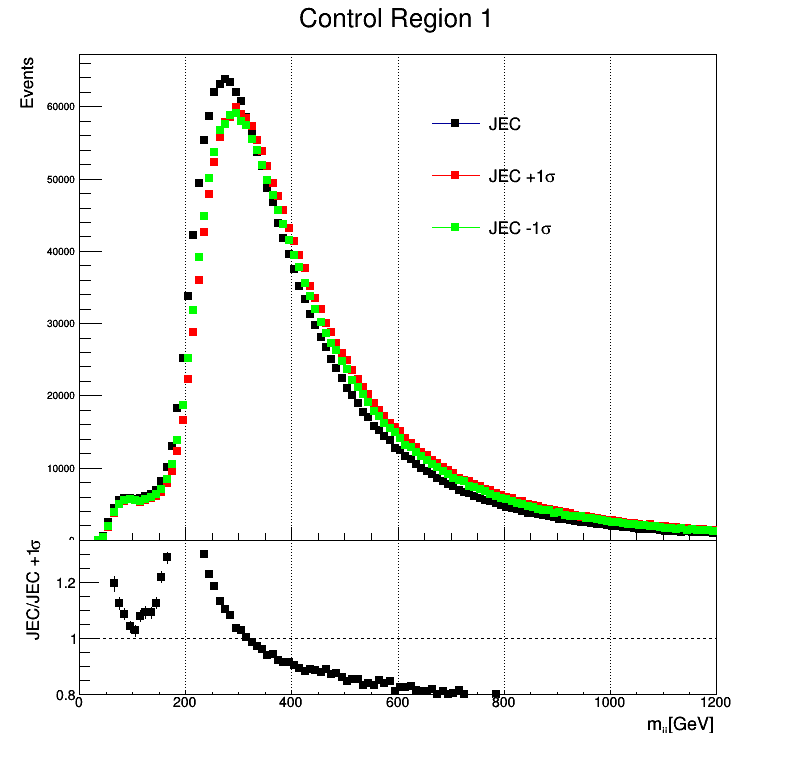 Control Region 1
Events
60000
50000
40000
30000
20000
10000
JEC
JEC +1σ
JEC -1σ
JEC/JEC +1σ
1.2
1
0.8
0 200 400 600 800 1000 1200
m_jj[GeV]